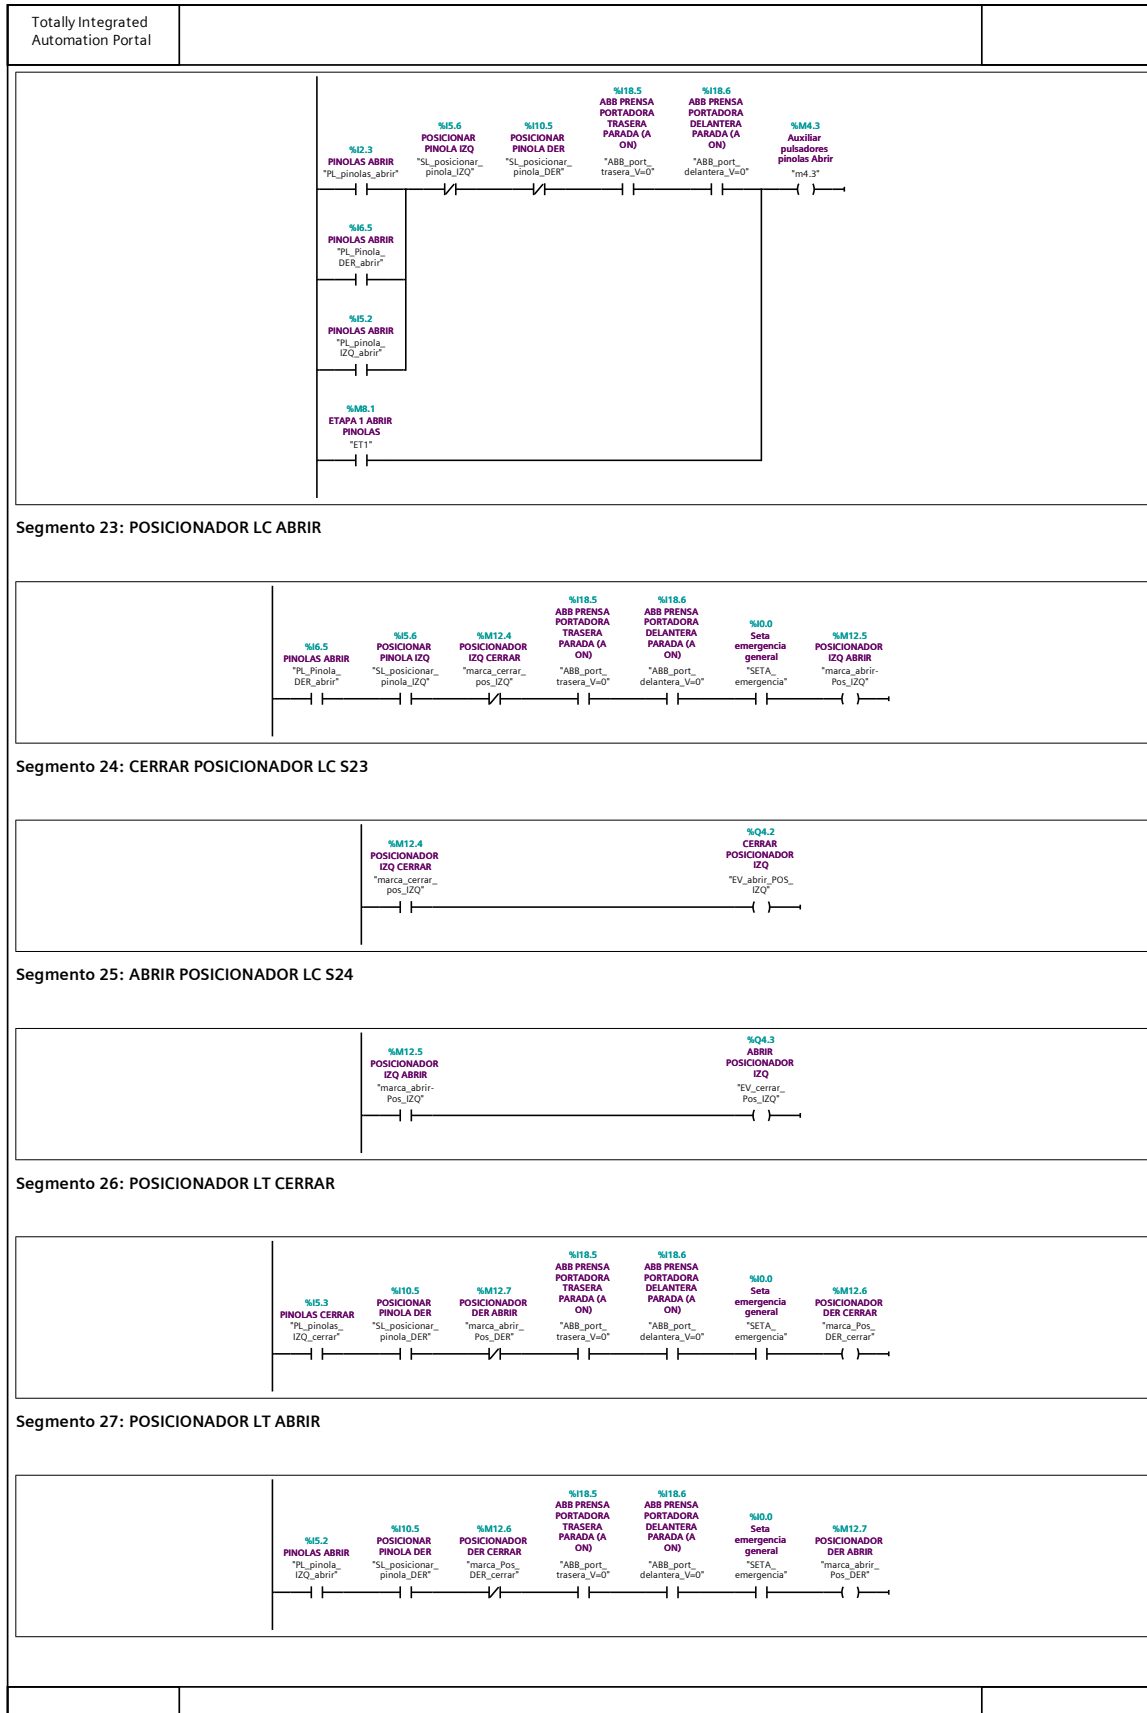 Totally Integrated
Automation Portal
%I18.5
ABB PRENSA
PORTADORA
TRASERA
PARADA (A
ON)
"ABB_port_
trasera_V=0"
%I18.6
ABB PRENSA
PORTADORA
DELANTERA
PARADA (A
ON)
"ABB_port_
delantera_V=0"
%I5.6
POSICIONAR
PINOLA IZQ
"SL_posicionar_
pinola_IZQ"
%I10.5
POSICIONAR
PINOLA DER
"SL_posicionar_
pinola_DER"
%M4.3
Auxiliar
pulsadores
pinolas Abrir
"m4.3"
%I2.3
PINOLAS ABRIR
"PL_pinolas_abrir"
%I6.5
PINOLAS ABRIR
"PL_Pinola_
DER_abrir"
%I5.2
PINOLAS ABRIR
"PL_pinola_
IZQ_abrir"
%M8.1
ETAPA 1 ABRIR
PINOLAS
"ET1"
Segmento 23: POSICIONADOR LC ABRIR
%I6.5
PINOLAS ABRIR
"PL_Pinola_
DER_abrir"
%I5.6
POSICIONAR
PINOLA IZQ
"SL_posicionar_
pinola_IZQ"
%M12.4
POSICIONADOR
IZQ CERRAR
"marca_cerrar_
pos_IZQ"
%I18.5
ABB PRENSA
PORTADORA
TRASERA
PARADA (A
ON)
"ABB_port_
trasera_V=0"
%I18.6
ABB PRENSA
PORTADORA
DELANTERA
PARADA (A
ON)
"ABB_port_
delantera_V=0"
%I0.0
Seta
emergencia
general
"SETA_
emergencia"
%M12.5
POSICIONADOR
IZQ ABRIR
"marca_abrir-
Pos_IZQ"
Segmento 24: CERRAR POSICIONADOR LC S23
%M12.4
POSICIONADOR
IZQ CERRAR
"marca_cerrar_
pos_IZQ"
%Q4.2
CERRAR
POSICIONADOR
IZQ
"EV_abrir_POS_
IZQ"
Segmento 25: ABRIR POSICIONADOR LC S24
%M12.5
POSICIONADOR
IZQ ABRIR
"marca_abrir-
Pos_IZQ"
%Q4.3
ABRIR
POSICIONADOR
IZQ
"EV_cerrar_
Pos_IZQ"
Segmento 26: POSICIONADOR LT CERRAR
%I5.3
PINOLAS CERRAR
"PL_pinolas_
IZQ_cerrar"
%I10.5
POSICIONAR
PINOLA DER
"SL_posicionar_
pinola_DER"
%M12.7
POSICIONADOR
DER ABRIR
"marca_abrir_
Pos_DER"
%I18.5
ABB PRENSA
PORTADORA
TRASERA
PARADA (A
ON)
"ABB_port_
trasera_V=0"
%I18.6
ABB PRENSA
PORTADORA
DELANTERA
PARADA (A
ON)
"ABB_port_
delantera_V=0"
%I0.0
Seta
emergencia
general
"SETA_
emergencia"
%M12.6
POSICIONADOR
DER CERRAR
"marca_Pos_
DER_cerrar"
Segmento 27: POSICIONADOR LT ABRIR
%I5.2
PINOLAS ABRIR
"PL_pinola_
IZQ_abrir"
%I10.5
POSICIONAR
PINOLA DER
"SL_posicionar_
pinola_DER"
%M12.6
POSICIONADOR
DER CERRAR
"marca_Pos_
DER_cerrar"
%I18.5
ABB PRENSA
PORTADORA
TRASERA
PARADA (A
ON)
"ABB_port_
trasera_V=0"
%I18.6
ABB PRENSA
PORTADORA
DELANTERA
PARADA (A
ON)
"ABB_port_
delantera_V=0"
%I0.0
Seta
emergencia
general
"SETA_
emergencia"
%M12.7
POSICIONADOR
DER ABRIR
"marca_abrir_
Pos_DER"